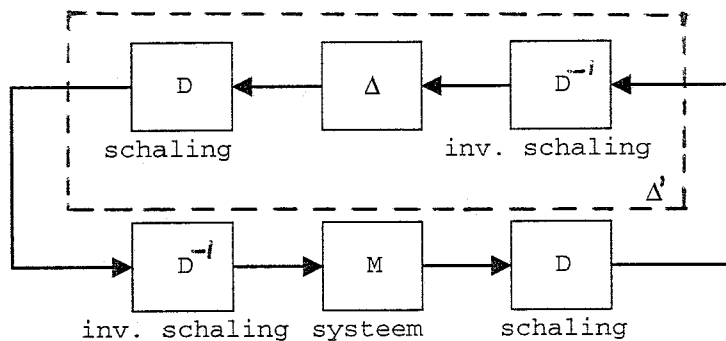 D Δ D⁻¹
schaling inv. schaling
Δ'
D⁻¹ M D
inv. schaling systeem schaling